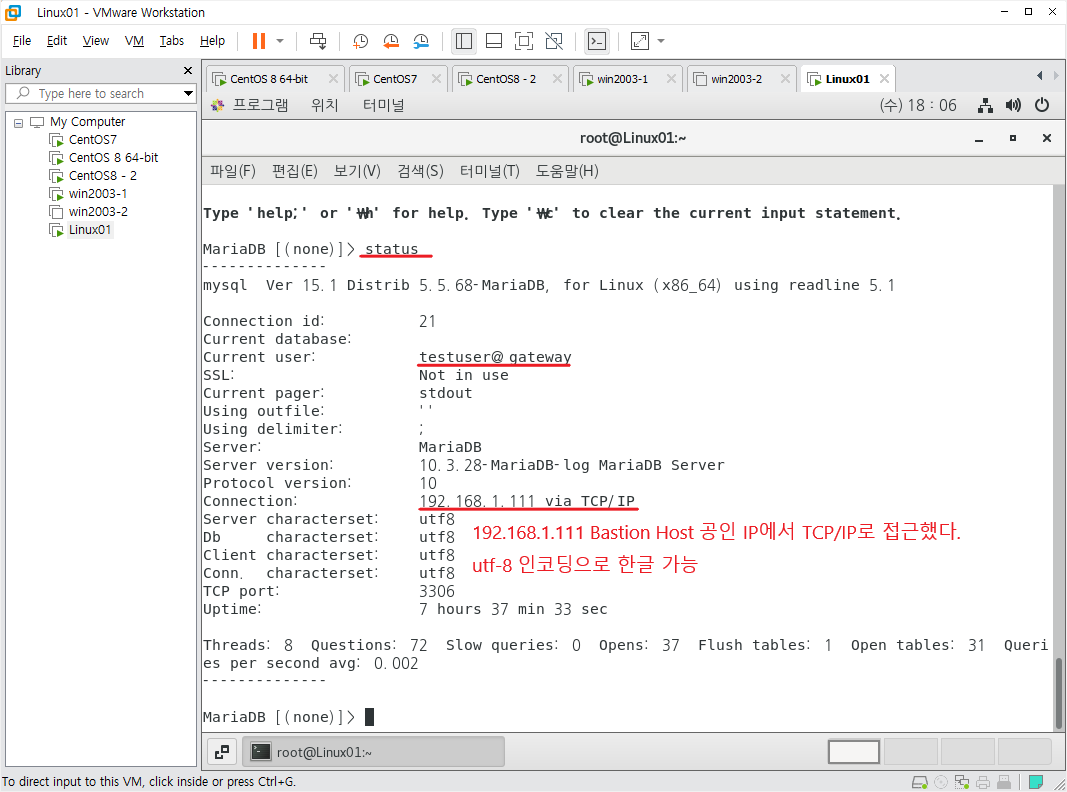 Linux01 - VMware Workstation
File Edit View VM Tabs Help
Library
Type here to search
My Computer
CentOS7
CentOS 8 64-bit
CentOS8 - 2
win2003-1
win2003-2
Linux01
CentOS 8 64-bit CentOS7 CentOS8 - 2 win2003-1 win2003-2 Linux01
프로그램 위치 터미널 (수) 18 : 06
root@Linux01:~
파일(F) 편집(E) 보기(V) 검색(S) 터미널(T) 도움말(H)
Type 'help;' or '₩h' for help. Type '₩c' to clear the current input statement.
MariaDB [(none)]> status
--------------
mysql  Ver 15.1 Distrib 5.5.68-MariaDB, for Linux (x86_64) using readline 5.1
Connection id: 21
Current database:
Current user: testuser@gateway
SSL: Not in use
Current pager: stdout
Using outfile: ''
Using delimiter: ;
Server: MariaDB
Server version: 10.3.28-MariaDB-log MariaDB Server
Protocol version: 10
Connection: 192.168.1.111 via TCP/IP
Server characterset: utf8
Db     characterset: utf8
192.168.1.111 Bastion Host 공인 IP에서 TCP/IP로 접근했다.
Client characterset: utf8
Conn.  characterset: utf8
utf-8 인코딩으로 한글 가능
TCP port: 3306
Uptime: 7 hours 37 min 33 sec
Threads: 8  Questions: 72  Slow queries: 0  Opens: 37  Flush tables: 1  Open tables: 31  Queri
es per second avg: 0.002
--------------
MariaDB [(none)]>
root@Linux01:~
To direct input to this VM, click inside or press Ctrl+G.